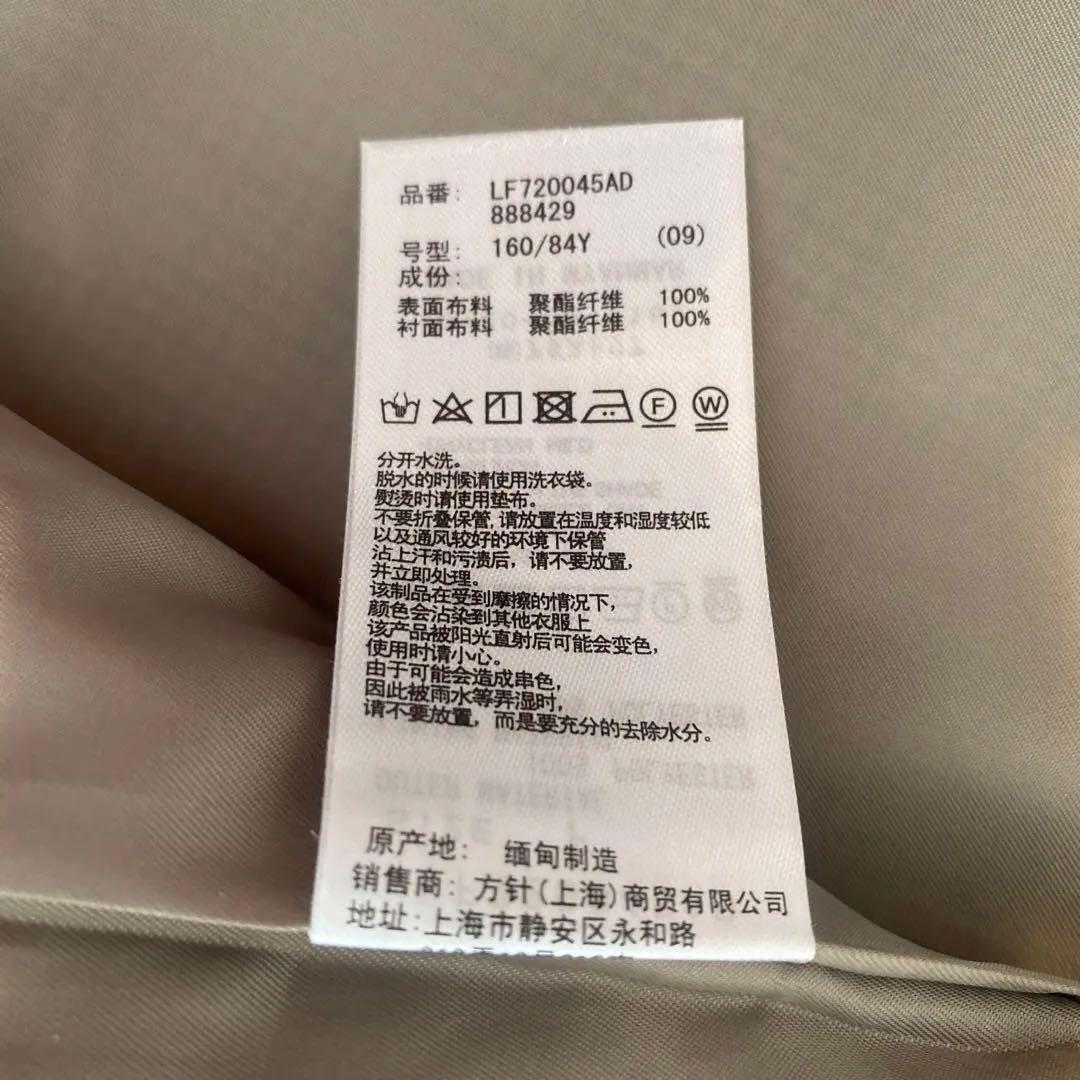 品番: LF720045AD
888429
号型: 160/84Y (09)
成份:
表面布料 聚酯纤维 100%
衬面布料 聚酯纤维 100%
F W
分开水洗。
脱水的时候请使用洗衣袋。
熨烫时请使用垫布。
不要折叠保管,请放置在温度和湿度较低
以及通风较好的环境下保管
沾上汗和污渍后，请不要放置，
并立即处理。
该制品在受到摩擦的情况下，
颜色会沾染到其他衣服上
该产品被阳光直射后可能会变色，
使用时请小心。
由于可能会造成串色，
因此被雨水等弄湿时，
请不要放置，而是要充分的去除水分。
原产地: 缅甸制造
销售商: 方针(上海)商贸有限公司
地址:上海市静安区永和路